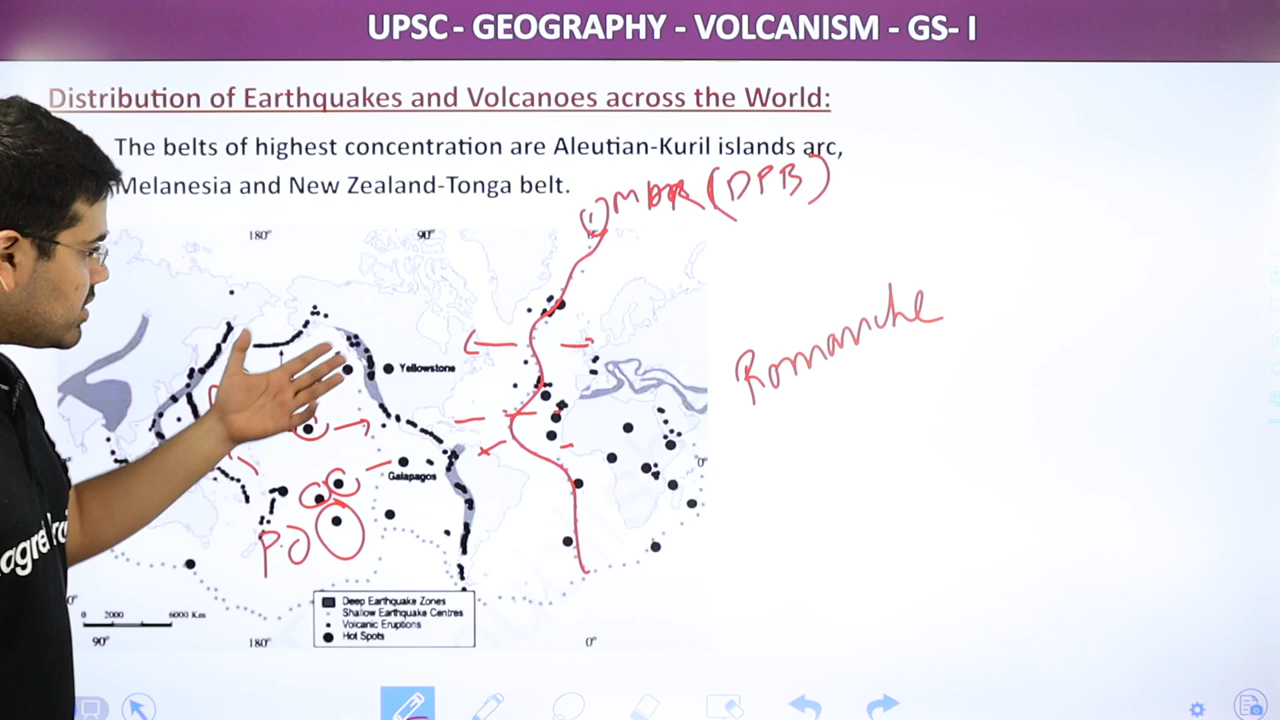 UPSC - GEOGRAPHY - VOLCANISM - GS- I
Distribution of Earthquakes and Volcanoes across the World:
The belts of highest concentration are Aleutian-Kuril islands arc,
Melanesia and New Zealand-Tonga belt.
(1) (DPB)
180° 90°
Romanche
Yellowstone
0°
Galapagos
P.O
Deep Earthquake Zones
Shallow Earthquake Centres
Volcanic Eruptions
Hot Spots
0 2000 6000 Km
90° 180° 0°